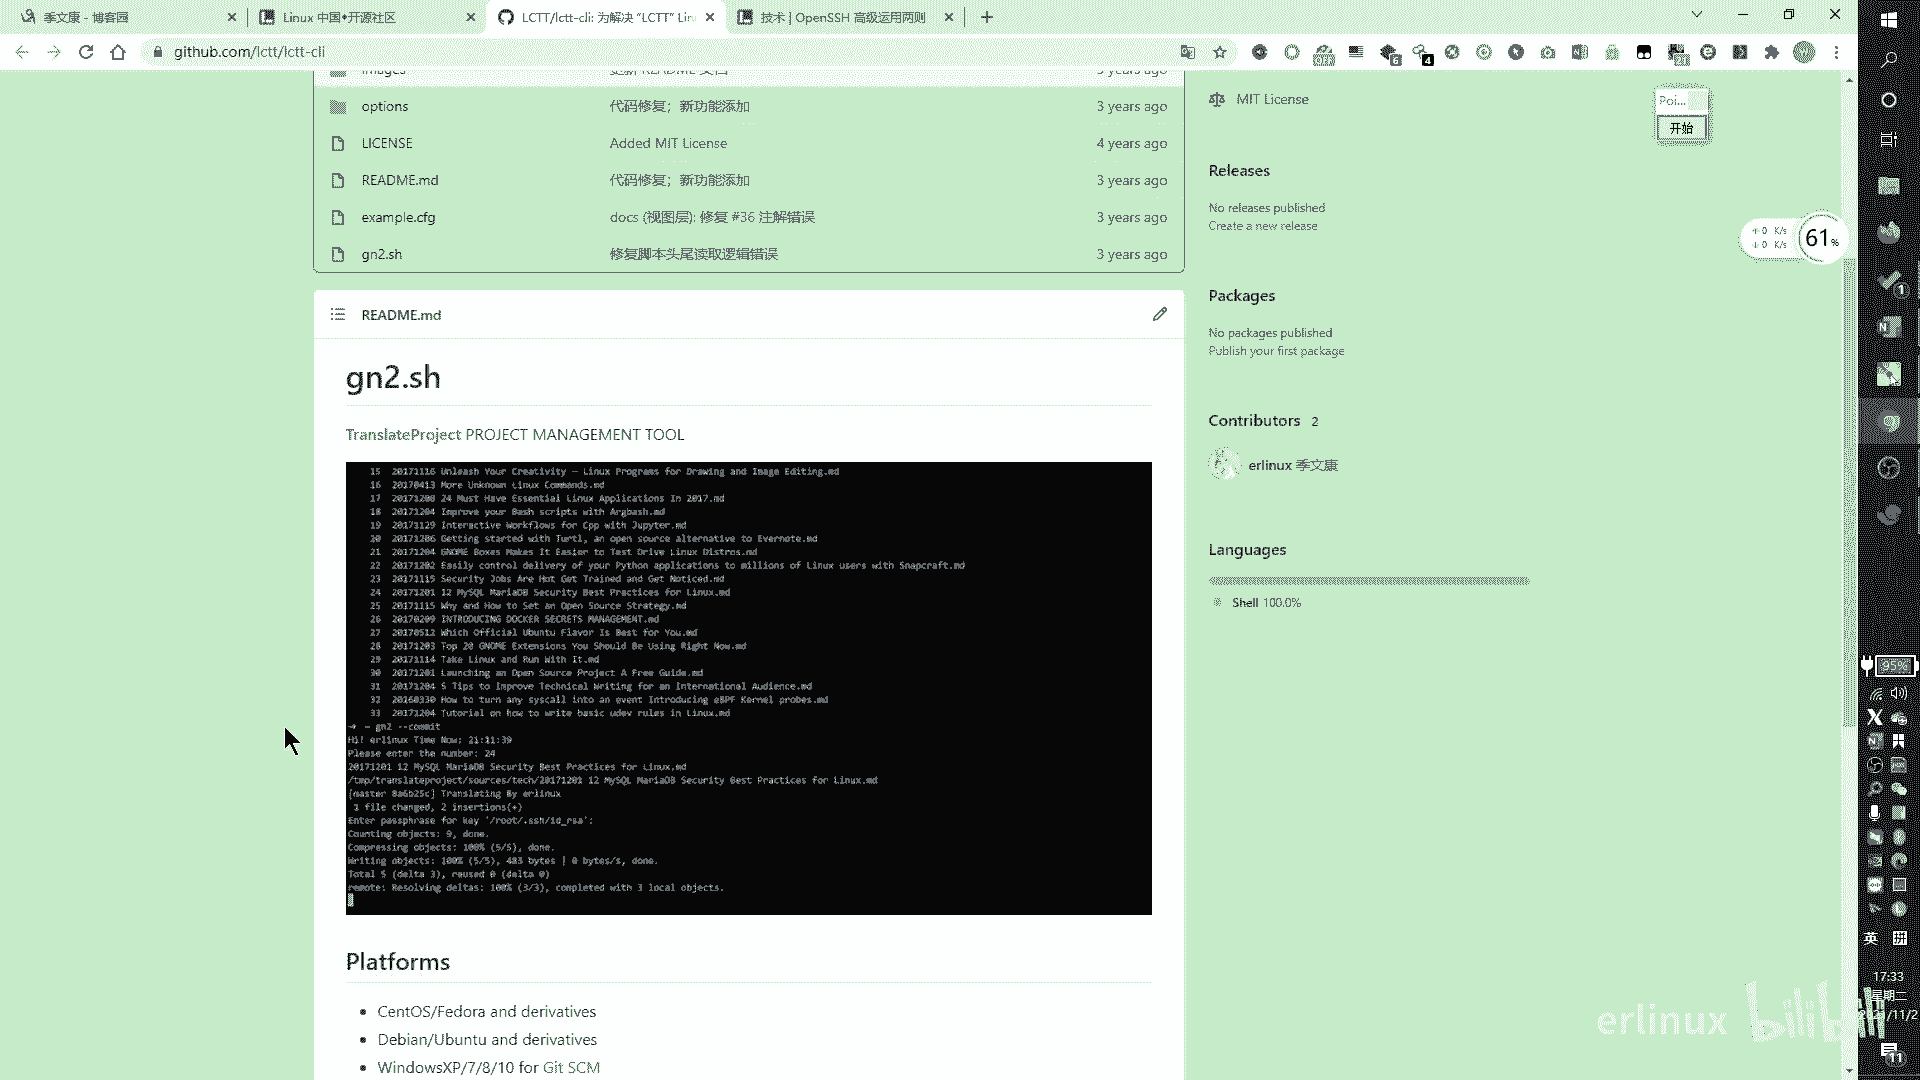 季文康 - 博客园
Linux 中国◆开源社区
LCTT/lctt-cli: 为解决 “LCTT” Lin
技术 | OpenSSH 高级运用两则
github.com/lctt/lctt-cli
images
更新 README 文档
3 years ago
options
代码修复；新功能添加
3 years ago
LICENSE
Added MIT License
4 years ago
README.md
代码修复；新功能添加
3 years ago
example.cfg
docs (视图层): 修复 #36 注解错误
3 years ago
gn2.sh
修复脚本头尾读取逻辑错误
3 years ago
README.md
gn2.sh
TranslateProject PROJECT MANAGEMENT TOOL
15 20171116 Unleash Your Creativity – Linux Programs for Drawing and Image Editing.md
16 20170413 More Unknown Linux Commands.md
17 20171208 24 Must Have Essential Linux Applications In 2017.md
18 20171204 Improve your Bash scripts with Argbash.md
19 20171129 Interactive Workflows for Cpp with Jupyter.md
20 20171206 Getting started with Turtl, an open source alternative to Evernote.md
21 20171204 GNOME Boxes Makes It Easier to Test Drive Linux Distros.md
22 20171202 Easily control delivery of your Python applications to millions of Linux users with Snapcraft.md
23 20171115 Security Jobs Are Hot Get Trained and Get Noticed.md
24 20171201 12 MySQL MariaDB Security Best Practices for Linux.md
25 20171115 Why and How to Set an Open Source Strategy.md
26 20170209 INTRODUCING DOCKER SECRETS MANAGEMENT.md
27 20170512 Which Official Ubuntu Flavor Is Best for You.md
28 20171203 Top 20 GNOME Extensions You Should Be Using Right Now.md
29 20171114 Take Linux and Run With It.md
30 20171201 Launching an Open Source Project A Free Guide.md
31 20171204 5 Tips to Improve Technical Writing for an International Audience.md
32 20160330 How to turn any syscall into an event Introducing eBPF Kernel probes.md
33 20171204 Tutorial on how to write basic udev rules in Linux.md
➜ ~ gn2 --commit
Hi! erlinux Time Now: 21:11:39
Please enter the number: 24
20171201 12 MySQL MariaDB Security Best Practices for Linux.md
/tmp/translateproject/sources/tech/20171201 12 MySQL MariaDB Security Best Practices for Linux.md
[master 8a6b25c] Translating By erlinux
1 file changed, 2 insertions(+)
Enter passphrase for key '/root/.ssh/id_rsa':
Counting objects: 9, done.
Compressing objects: 100% (5/5), done.
Writing objects: 100% (5/5), 483 bytes | 0 bytes/s, done.
Total 5 (delta 3), reused 0 (delta 0)
remote: Resolving deltas: 100% (3/3), completed with 3 local objects.
Platforms
CentOS/Fedora and derivatives
Debian/Ubuntu and derivatives
WindowsXP/7/8/10 for Git SCM
MIT License
Releases
No releases published
Create a new release
Packages
No packages published
Publish your first package
Contributors 2
erlinux 季文康
Languages
Shell 100.0%
Poi...
开始
↑ 0 K/s
↓ 0 K/s
61%
95%
英
拼
17:33
星期二
11
erlinux bilibili